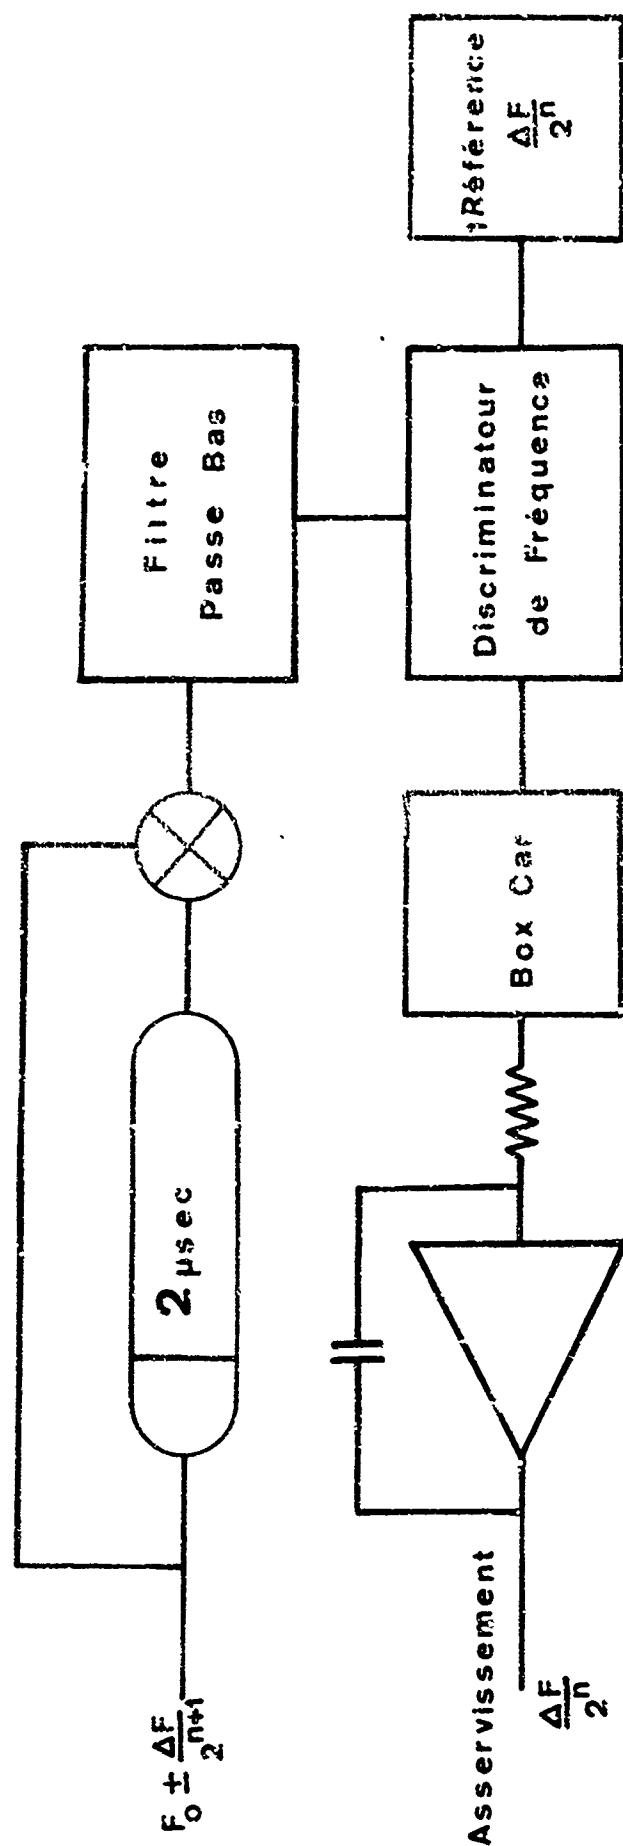 F₀ ± ΔF/2ⁿ⁺¹
2 µsec
Filtre
Passe Bas
Asservissement
ΔF/2ⁿ
Box Car
Discriminatour
de Fréquence
Référence
ΔF/2ⁿ